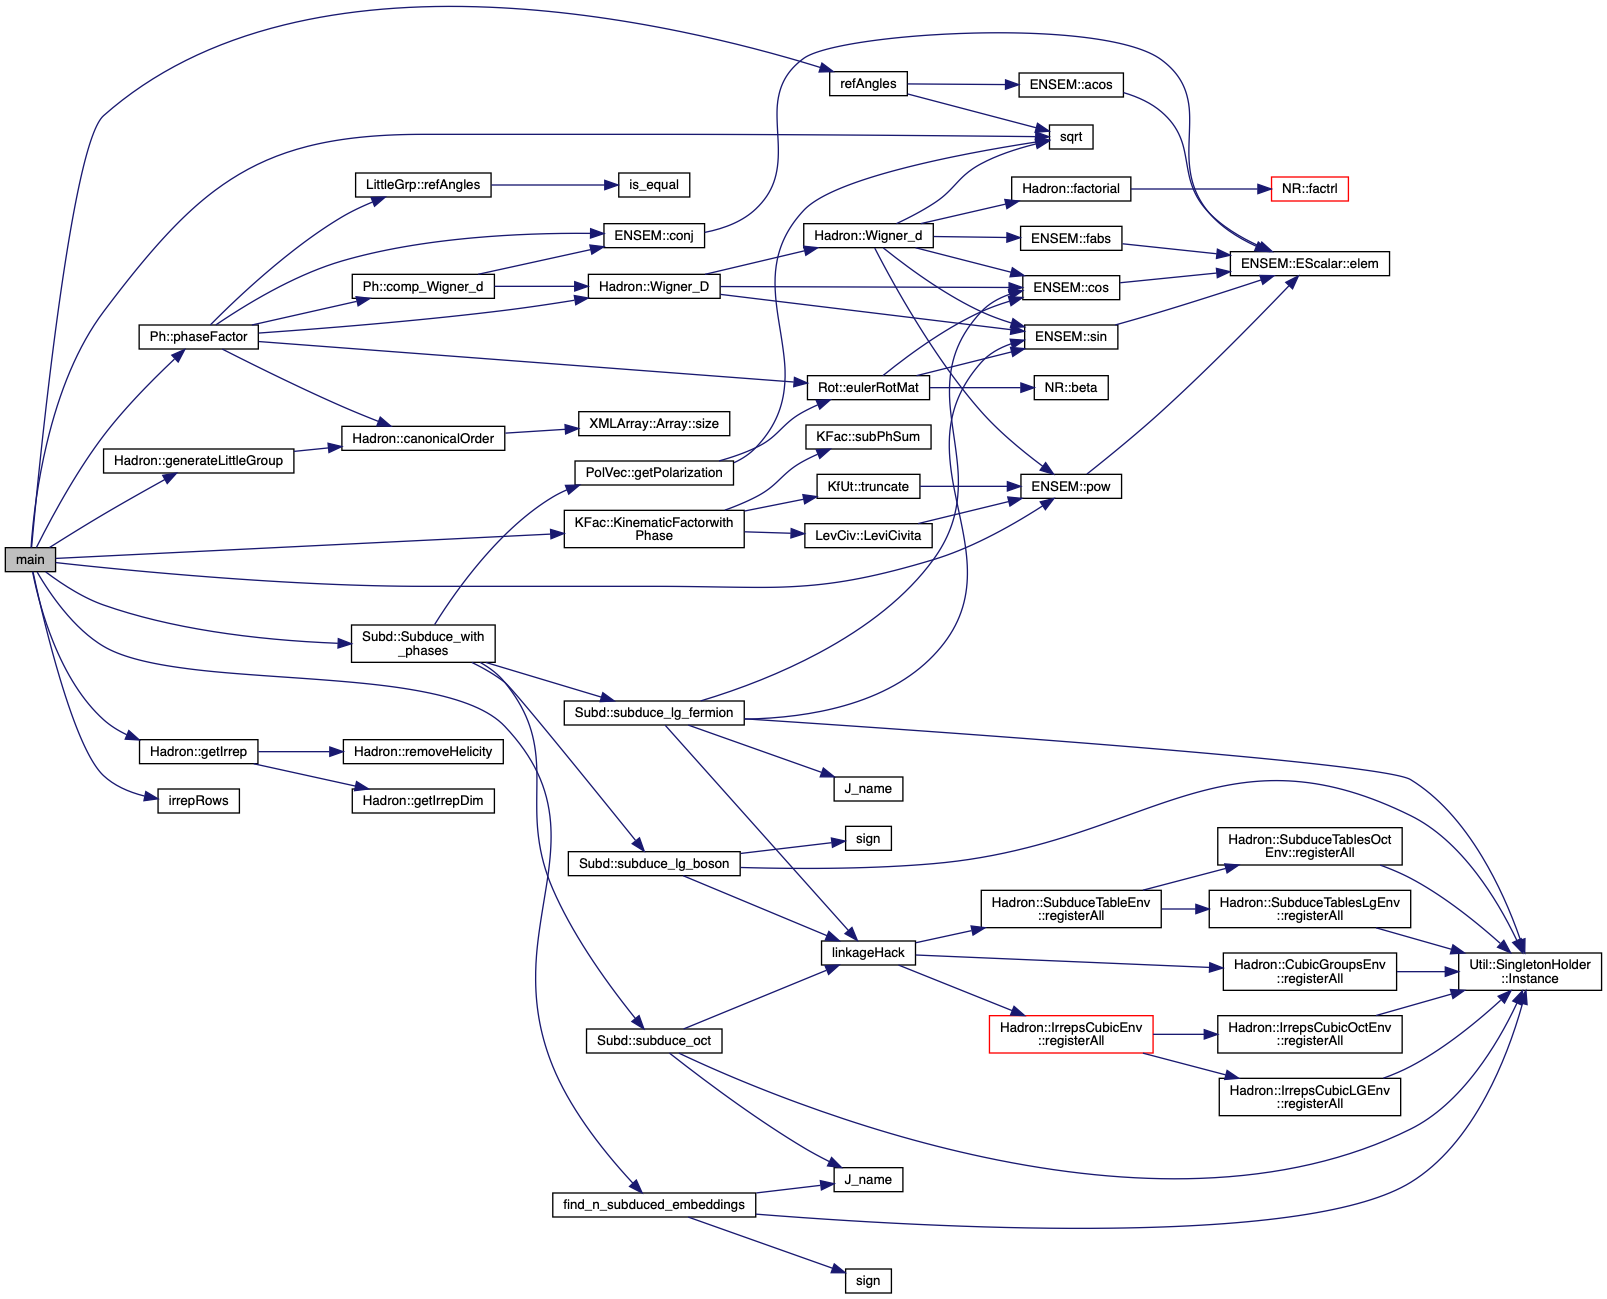 main
refAngles
ENSEM::acos
sqrt
LittleGrp::refAngles
is_equal
Hadron::factorial
NR::factrl
ENSEM::conj
Hadron::Wigner_d
ENSEM::fabs
ENSEM::EScalar::elem
Ph::comp_Wigner_d
Hadron::Wigner_D
ENSEM::cos
Ph::phaseFactor
ENSEM::sin
Rot::eulerRotMat
NR::beta
Hadron::canonicalOrder
XMLArray::Array::size
KFac::subPhSum
Hadron::generateLittleGroup
PolVec::getPolarization
KfUt::truncate
ENSEM::pow
KFac::KinematicFactorwith
Phase
LevCiv::LeviCivita
Subd::Subduce_with
_phases
Subd::subduce_lg_fermion
Hadron::getIrrep
Hadron::removeHelicity
irrepRows
Hadron::getIrrepDim
J_name
sign
Subd::subduce_lg_boson
Hadron::SubduceTablesOct
Env::registerAll
Hadron::SubduceTableEnv
::registerAll
Hadron::SubduceTablesLgEnv
::registerAll
linkageHack
Hadron::CubicGroupsEnv
::registerAll
Util::SingletonHolder
::Instance
Hadron::IrrepsCubicEnv
::registerAll
Hadron::IrrepsCubicOctEnv
::registerAll
Subd::subduce_oct
Hadron::IrrepsCubicLGEnv
::registerAll
J_name
find_n_subduced_embeddings
sign